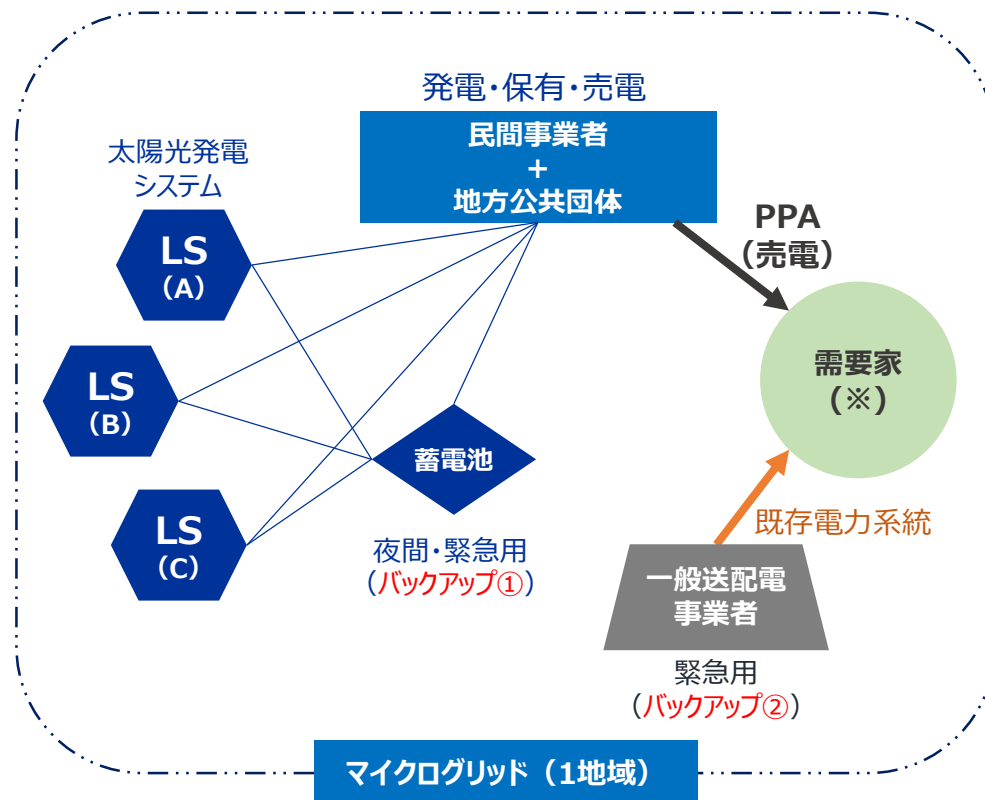 発電・保有・売電
民間事業者
+
地方公共団体
太陽光発電
システム
LS
（A）
LS
（B）
LS
（C）
蓄電池
夜間・緊急用
（バックアップ①）
PPA
（売電）
需要家
（※）
既存電力系統
一般送配電
事業者
緊急用
（バックアップ②）
マイクログリッド（1地域）